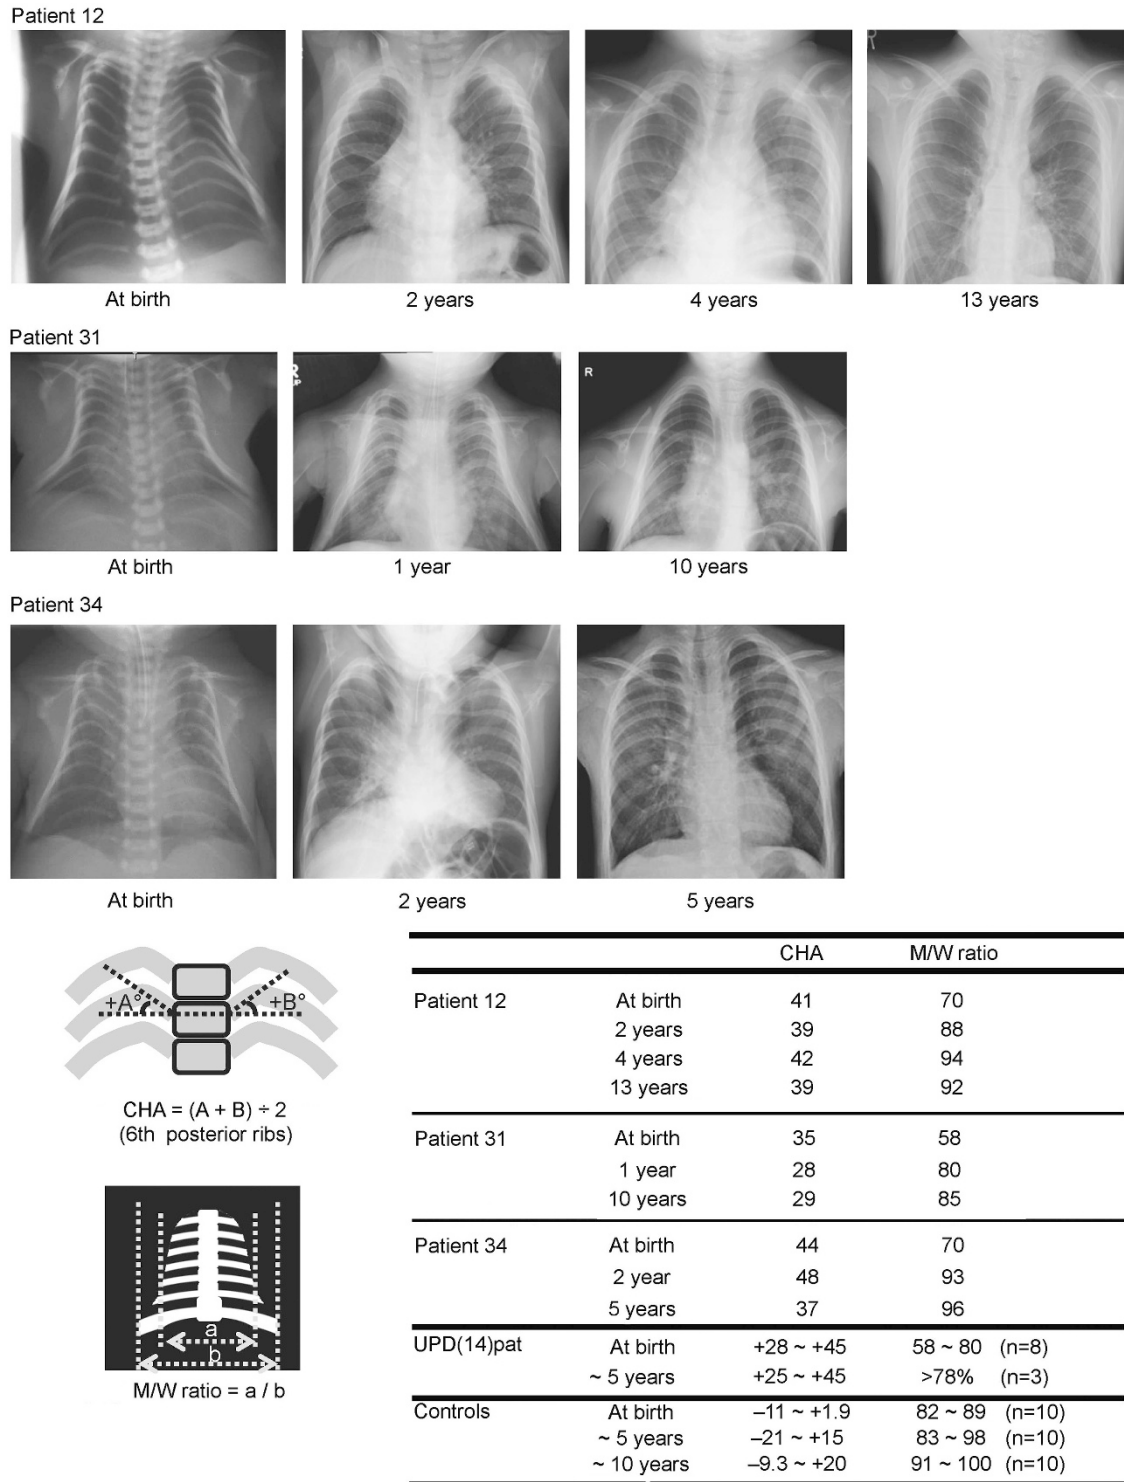 Patient 12
At birth
2 years
4 years
13 years
Patient 31
R
R
At birth
1 year
10 years
Patient 34
At birth
2 years
5 years
+A° +B°
CHA = (A + B) ÷ 2
(6th posterior ribs)
a
b
M/W ratio = a / b
CHA M/W ratio
Patient 12 At birth 41 70
2 years 39 88
4 years 42 94
13 years 39 92
Patient 31 At birth 35 58
1 year 28 80
10 years 29 85
Patient 34 At birth 44 70
2 year 48 93
5 years 37 96
UPD(14)pat At birth +28 ~ +45 58 ~ 80 (n=8)
~ 5 years +25 ~ +45 >78% (n=3)
Controls At birth –11 ~ +1.9 82 ~ 89 (n=10)
~ 5 years –21 ~ +15 83 ~ 98 (n=10)
~ 10 years –9.3 ~ +20 91 ~ 100 (n=10)